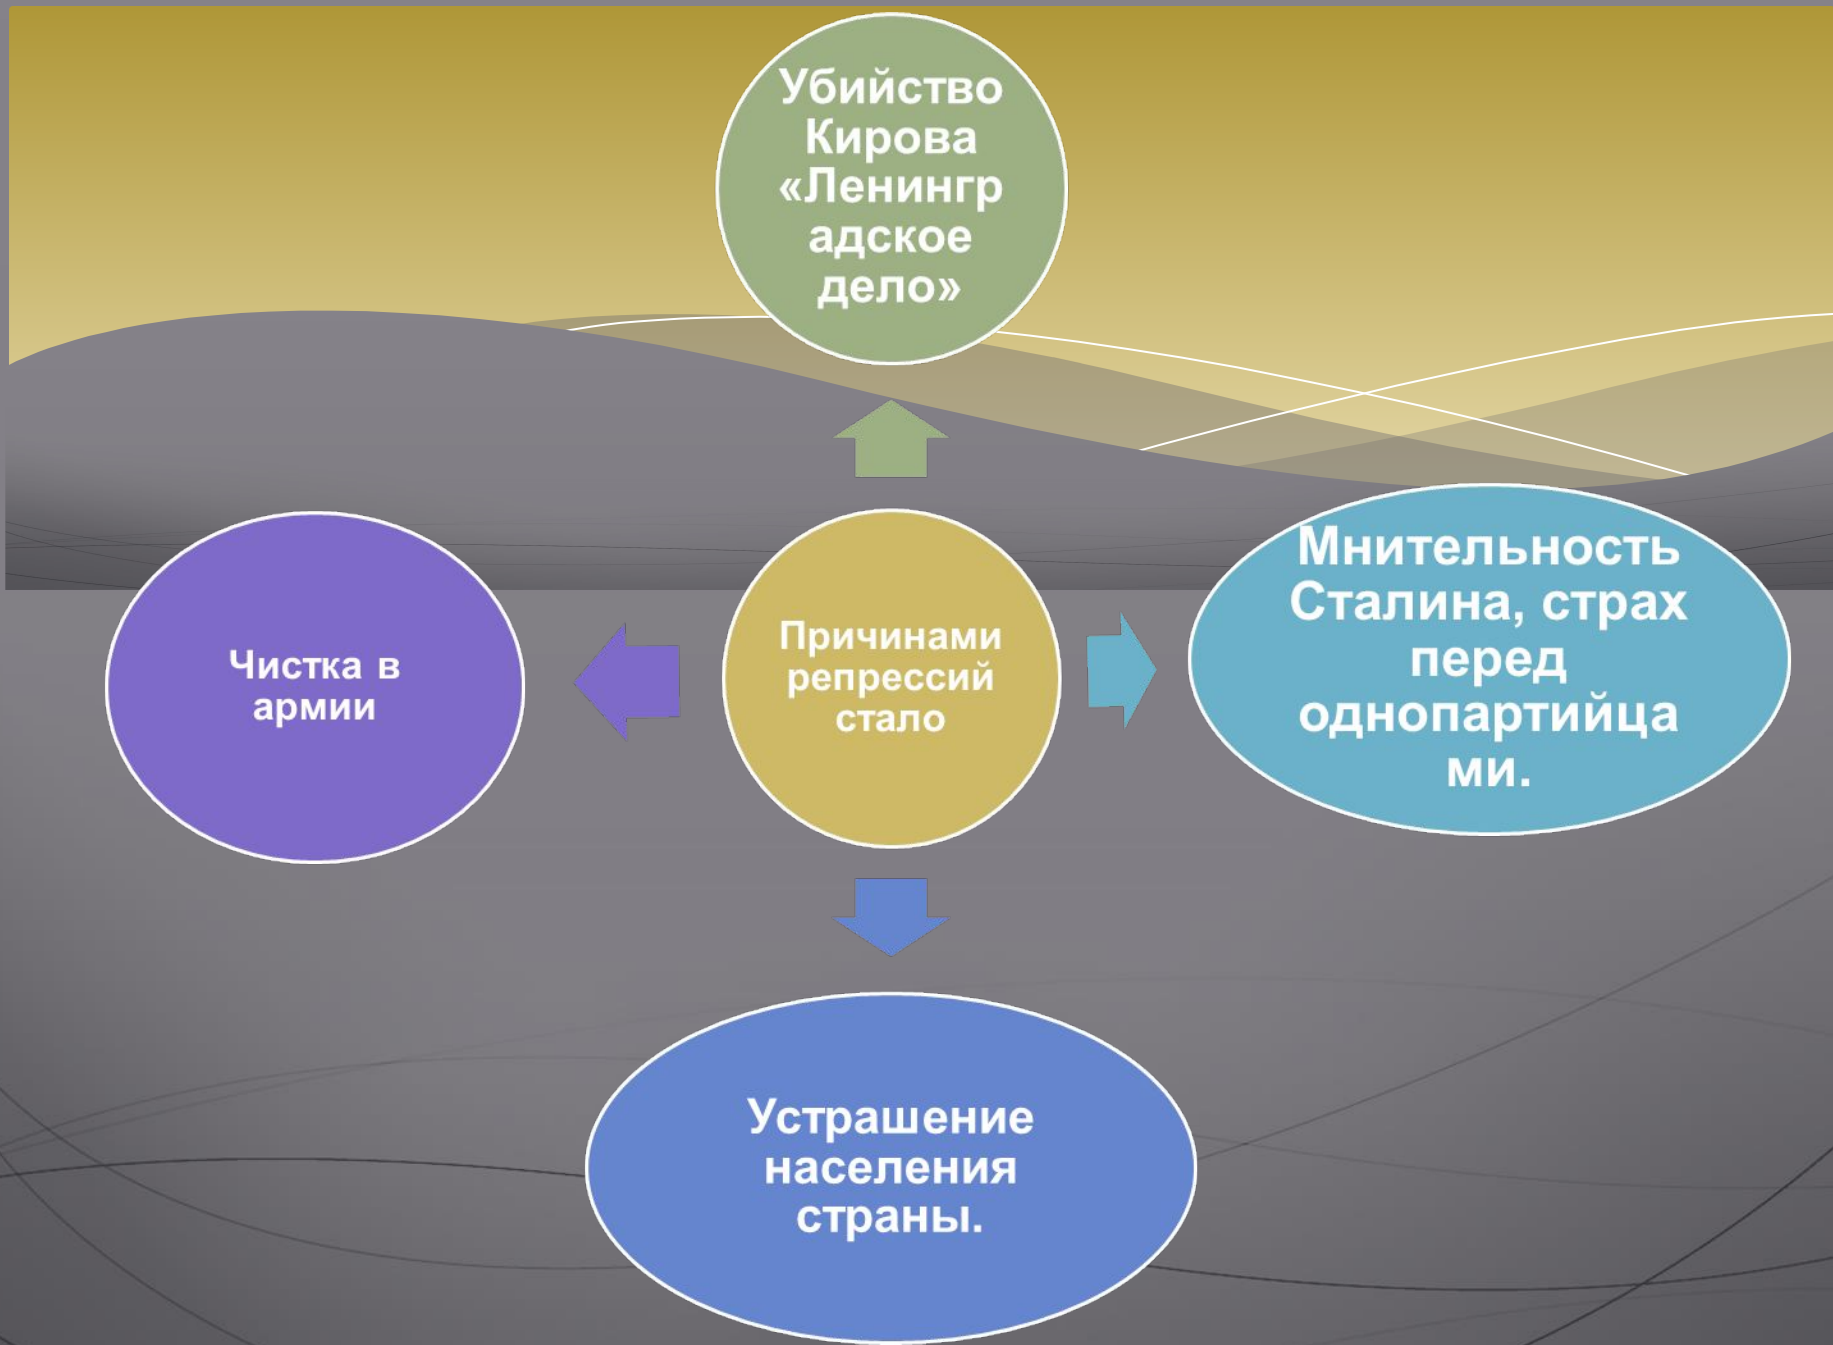 Убийство
Кирова
«Ленингр
адское
дело»
Чистка в
армии
Причинами
репрессий
стало
Мнительность
Сталина, страх
перед
однопартийца
ми.
Устрашение
населения
страны.